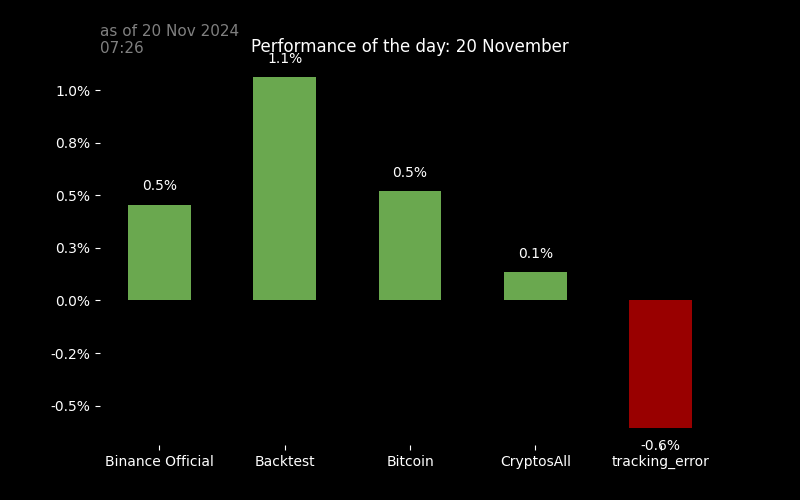 as of 20 Nov 2024
07:26
Performance of the day: 20 November
1.1%
1.0%
0.8%
0.5%
0.5%
0.5%
0.3%
0.1%
0.0%
-0.2%
-0.5%
-0.6%
Binance Official
Backtest
Bitcoin
CryptosAll
tracking_error